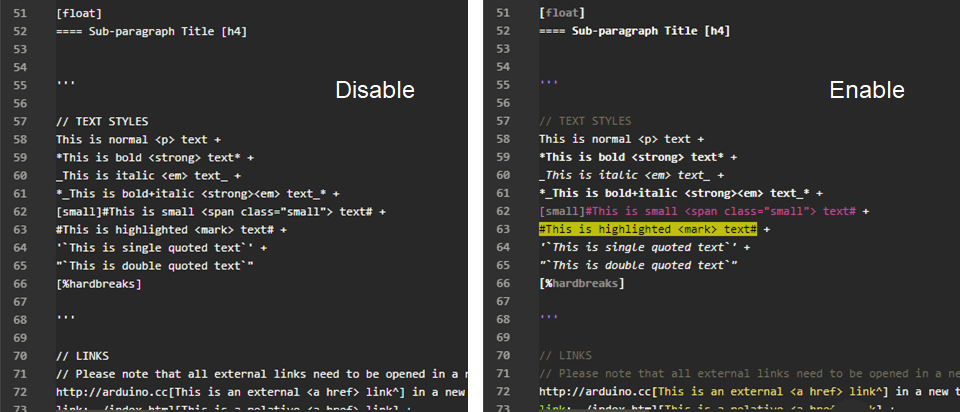 51 [float]
52 ==== Sub-paragraph Title [h4]
53
54
55 '''
Disable
56
57 // TEXT STYLES
58 This is normal <p> text +
59 *This is bold <strong> text* +
60 _This is italic <em> text_ +
61 *_This is bold+italic <strong><em> text_* +
62 [small]#This is small <span class="small"> text# +
63 #This is highlighted <mark> text# +
64 '`This is single quoted text`' +
65 "`This is double quoted text`"
66 [%hardbreaks]
67
68 '''
69
70 // LINKS
71 // Please note that all external links need to be opened in a n
72 http://arduino.cc[This is an external <a href> link^] in a new
73
51 [float]
52 ==== Sub-paragraph Title [h4]
53
54
55 '''
Enable
56
57 // TEXT STYLES
58 This is normal <p> text +
59 *This is bold <strong> text* +
60 _This is italic <em> text_ +
61 *_This is bold+italic <strong><em> text_* +
62 [small]#This is small <span class="small"> text# +
63 #This is highlighted <mark> text# +
64 '`This is single quoted text`' +
65 "`This is double quoted text`"
66 [%hardbreaks]
67
68 '''
69
70 // LINKS
71 // Please note that all external links need to be opened in a ne
72 http://arduino.cc[This is an external <a href> link^] in a new t
73